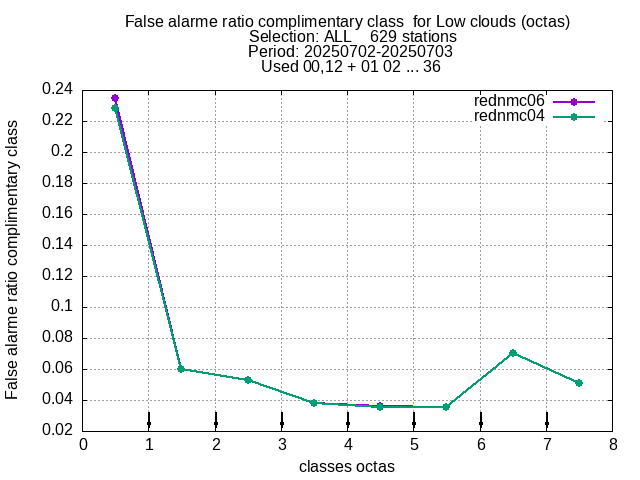 False alarme ratio complimentary class  for Low clouds (octas)
Selection: ALL    629 stations
Period: 20250702-20250703
Used 00,12 + 01 02 ... 36
rednmc06
rednmc04
False alarme ratio complimentary class
0.24
0.22
0.2
0.18
0.16
0.14
0.12
0.1
0.08
0.06
0.04
0.02
0 1 2 3 4 5 6 7 8
classes octas